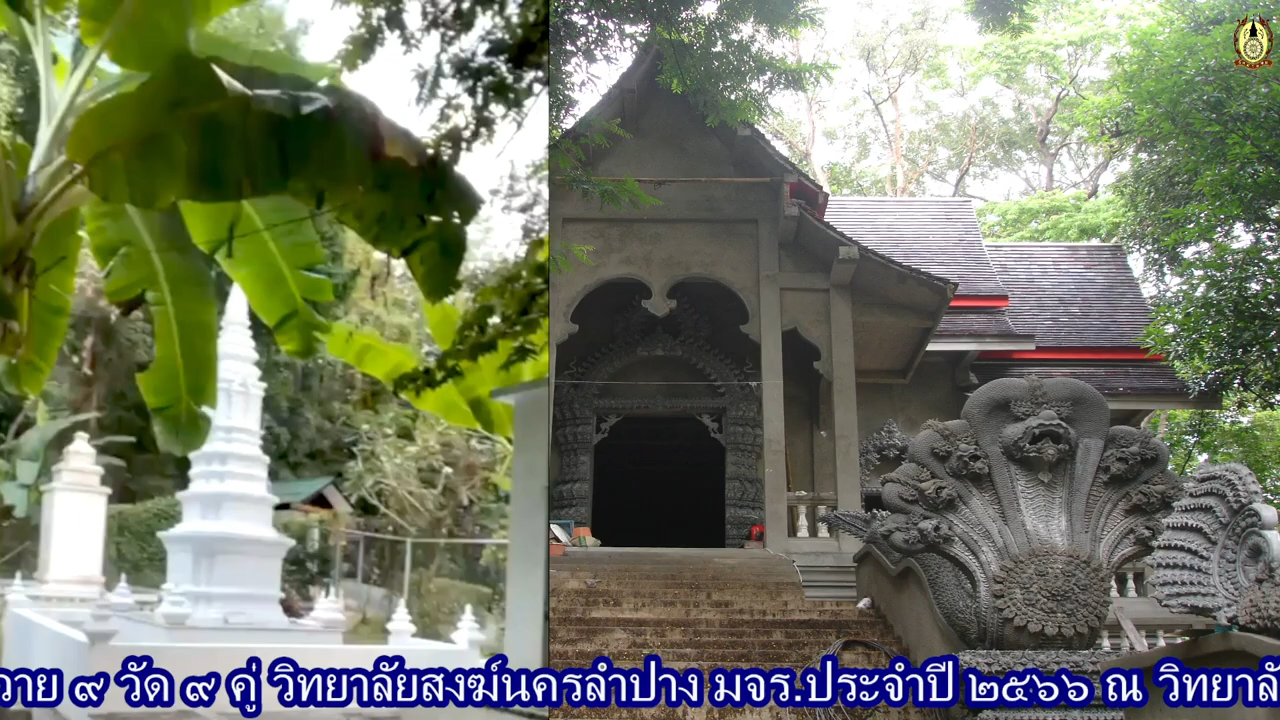 วาย ๙ วัด ๙ คู่ วิทยาลัยสงฆ์นครลำปาง มจร.ประจำปี ๒๕๖๖ ณ วิทยาลั